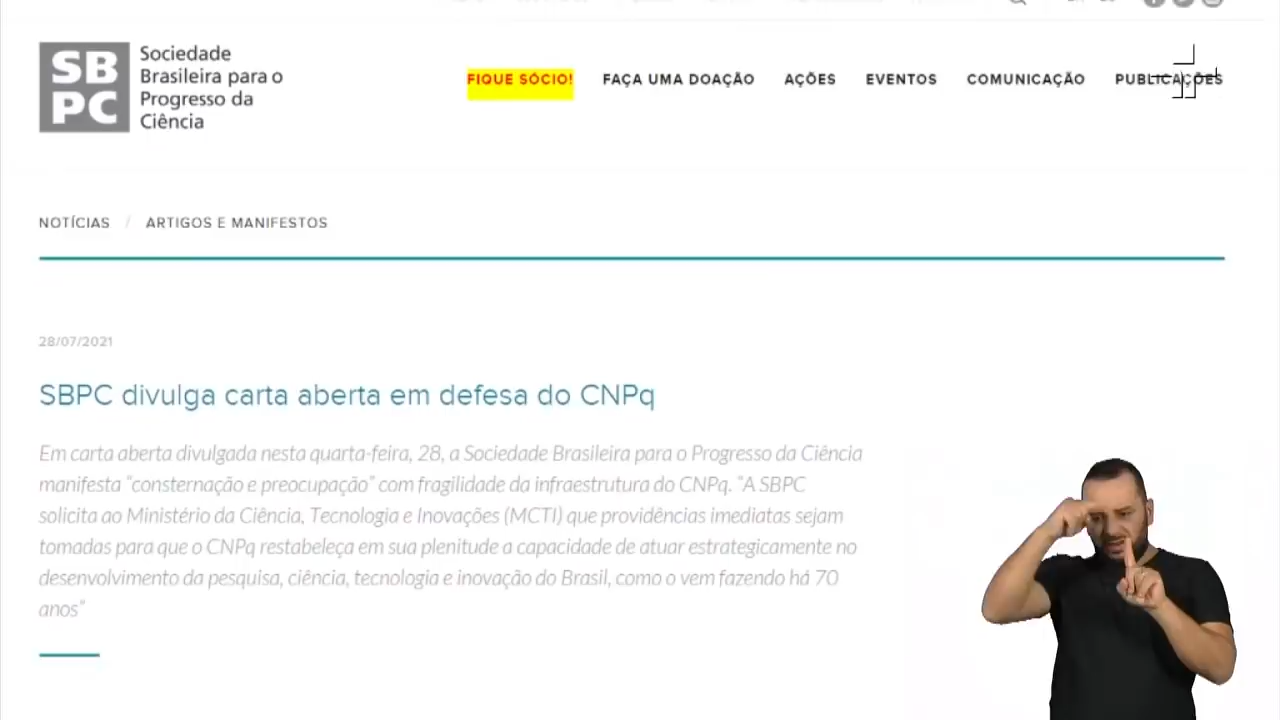 SBPC
Sociedade
Brasileira para o
Progresso da
Ciência
FIQUE SÓCIO! FAÇA UMA DOAÇÃO AÇÕES EVENTOS COMUNICAÇÃO PUBLICAÇÕES
NOTÍCIAS / ARTIGOS E MANIFESTOS
28/07/2021
SBPC divulga carta aberta em defesa do CNPq
Em carta aberta divulgada nesta quarta-feira, 28, a Sociedade Brasileira para o Progresso da Ciência
manifesta “consternação e preocupação” com fragilidade da infraestrutura do CNPq. “A SBPC
solicita ao Ministério da Ciência, Tecnologia e Inovações (MCTI) que providências imediatas sejam
tomadas para que o CNPq restabeleça em sua plenitude a capacidade de atuar estrategicamente no
desenvolvimento da pesquisa, ciência, tecnologia e inovação do Brasil, como o vem fazendo há 70
anos”